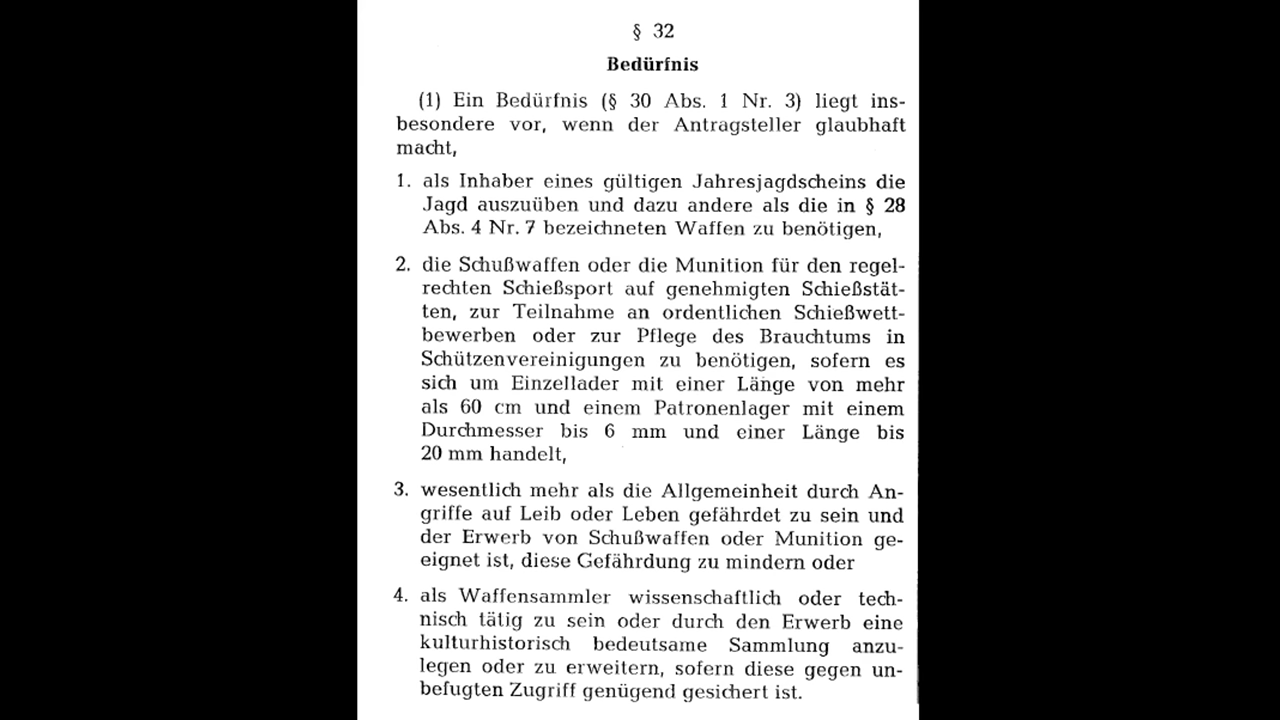 § 32
Bedürfnis
(1) Ein Bedürfnis (§ 30 Abs. 1 Nr. 3) liegt ins-
besondere vor, wenn der Antragsteller glaubhaft
macht,
1. als Inhaber eines gültigen Jahresjagdscheins die
Jagd auszuüben und dazu andere als die in § 28
Abs. 4 Nr. 7 bezeichneten Waffen zu benötigen,
2. die Schußwaffen oder die Munition für den regel-
rechten Schießsport auf genehmigten Schießstät-
ten, zur Teilnahme an ordentlichen Schießwett-
bewerben oder zur Pflege des Brauchtums in
Schützenvereinigungen zu benötigen, sofern es
sich um Einzellader mit einer Länge von mehr
als 60 cm und einem Patronenlager mit einem
Durchmesser bis 6 mm und einer Länge bis
20 mm handelt,
3. wesentlich mehr als die Allgemeinheit durch An-
griffe auf Leib oder Leben gefährdet zu sein und
der Erwerb von Schußwaffen oder Munition ge-
eignet ist, diese Gefährdung zu mindern oder
4. als Waffensammler wissenschaftlich oder tech-
nisch tätig zu sein oder durch den Erwerb eine
kulturhistorisch bedeutsame Sammlung anzu-
legen oder zu erweitern, sofern diese gegen un-
befugten Zugriff genügend gesichert ist.